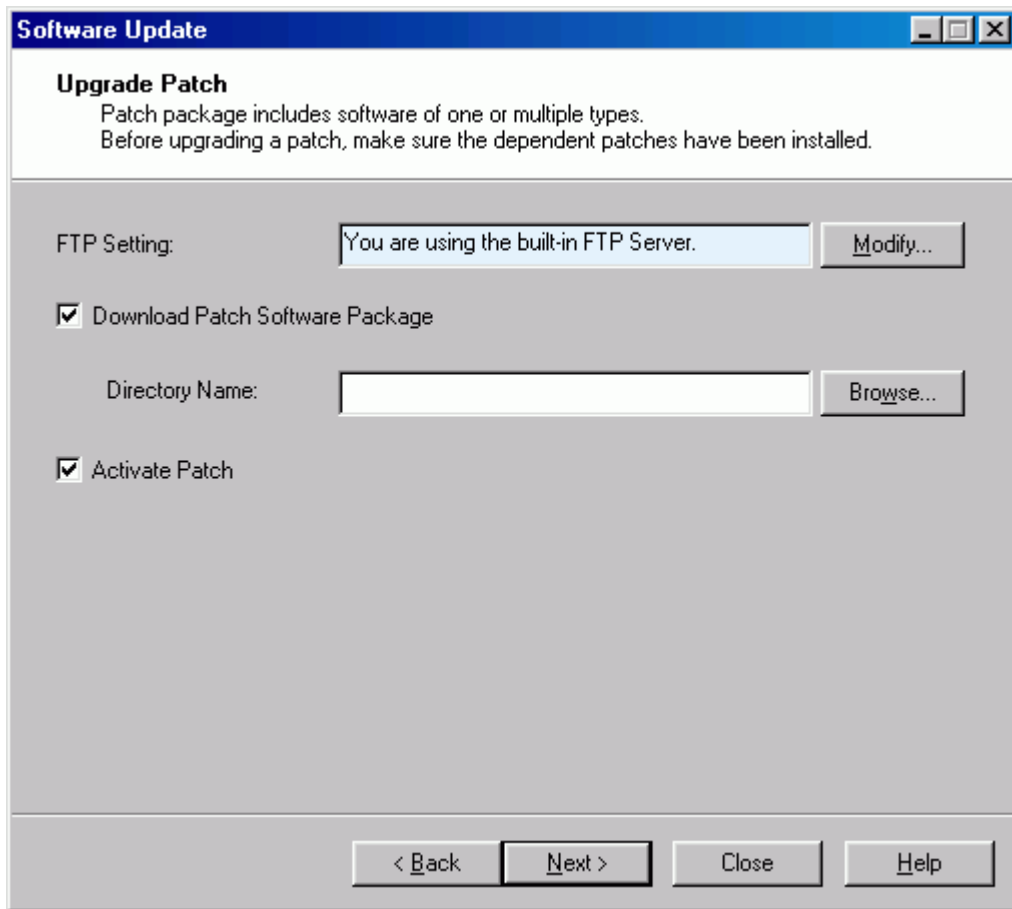 Software Update
Upgrade Patch
Patch package includes software of one or multiple types.
Before upgrading a patch, make sure the dependent patches have been installed.
FTP Setting: You are using the built-in FTP Server. Modify...
Download Patch Software Package
Directory Name: Browse...
Activate Patch
< Back Next > Close Help